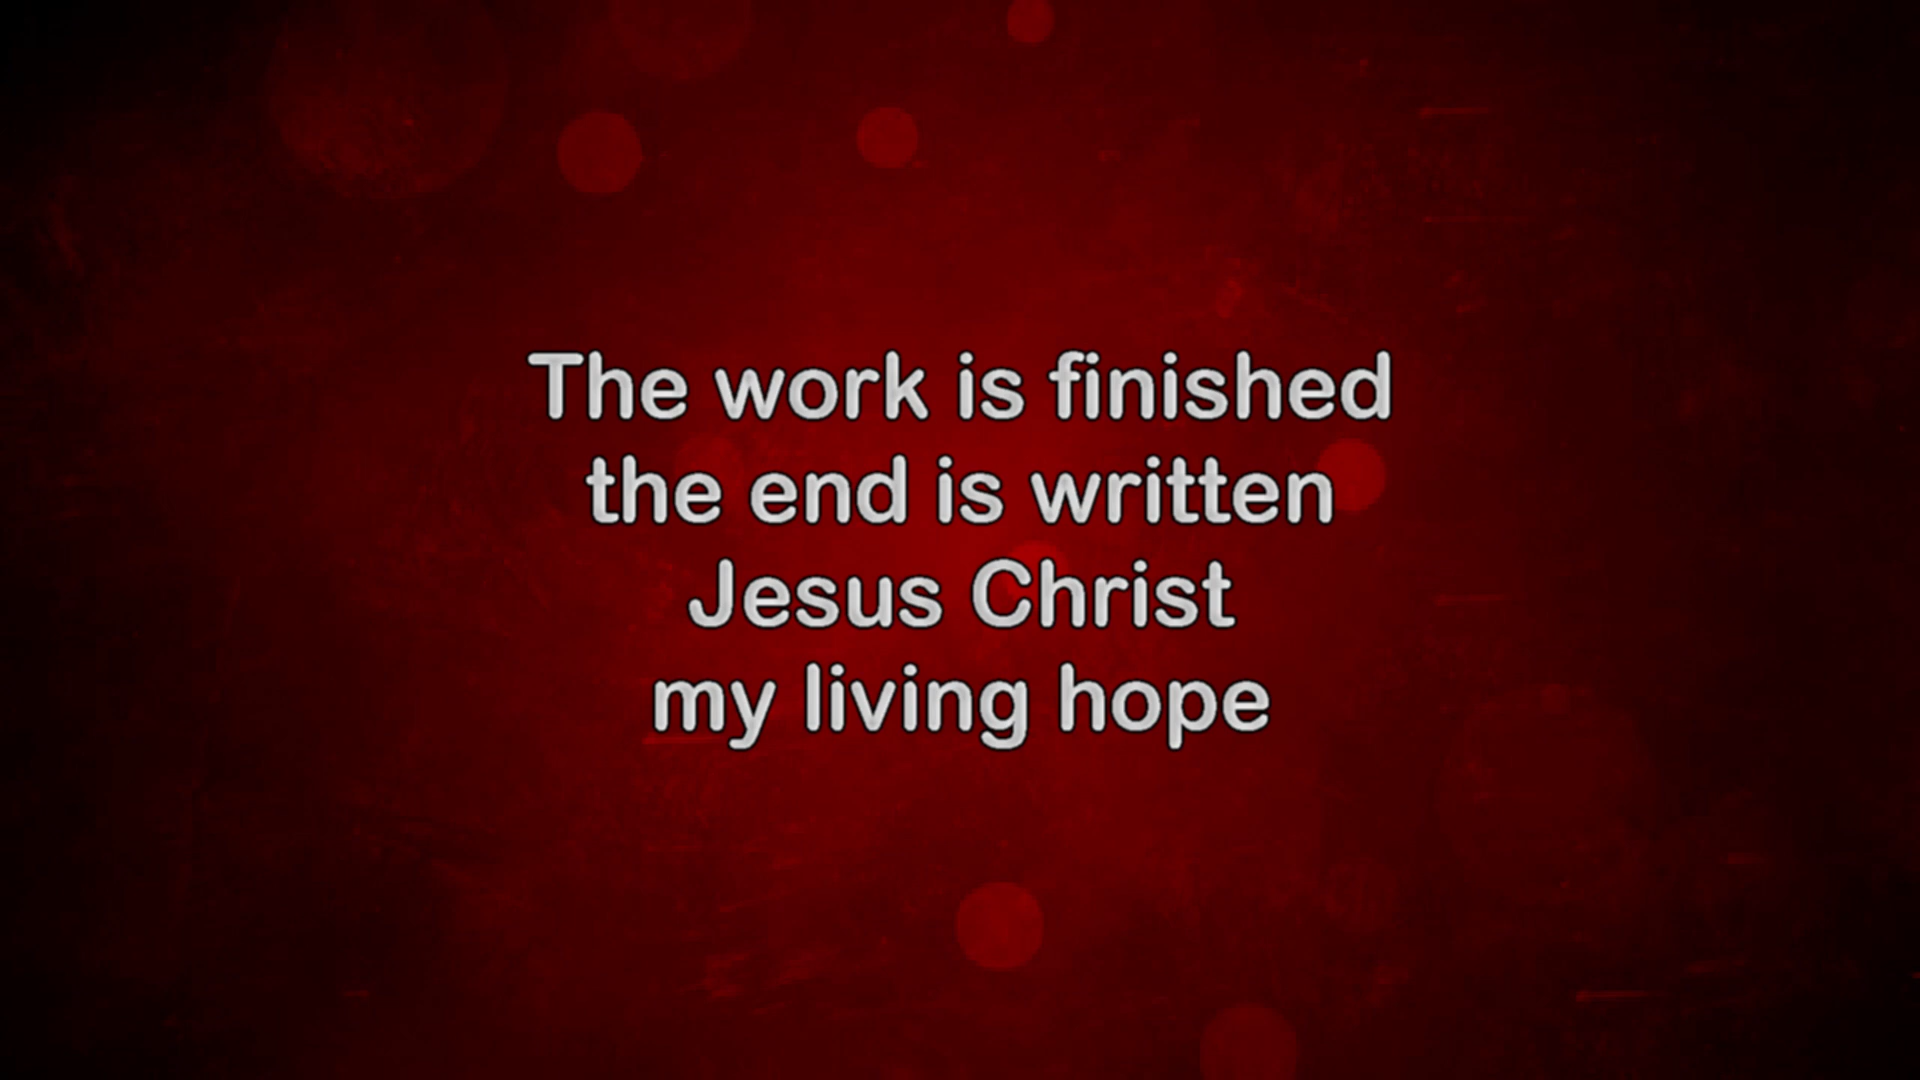 The work is finished
the end is written
Jesus Christ
my living hope